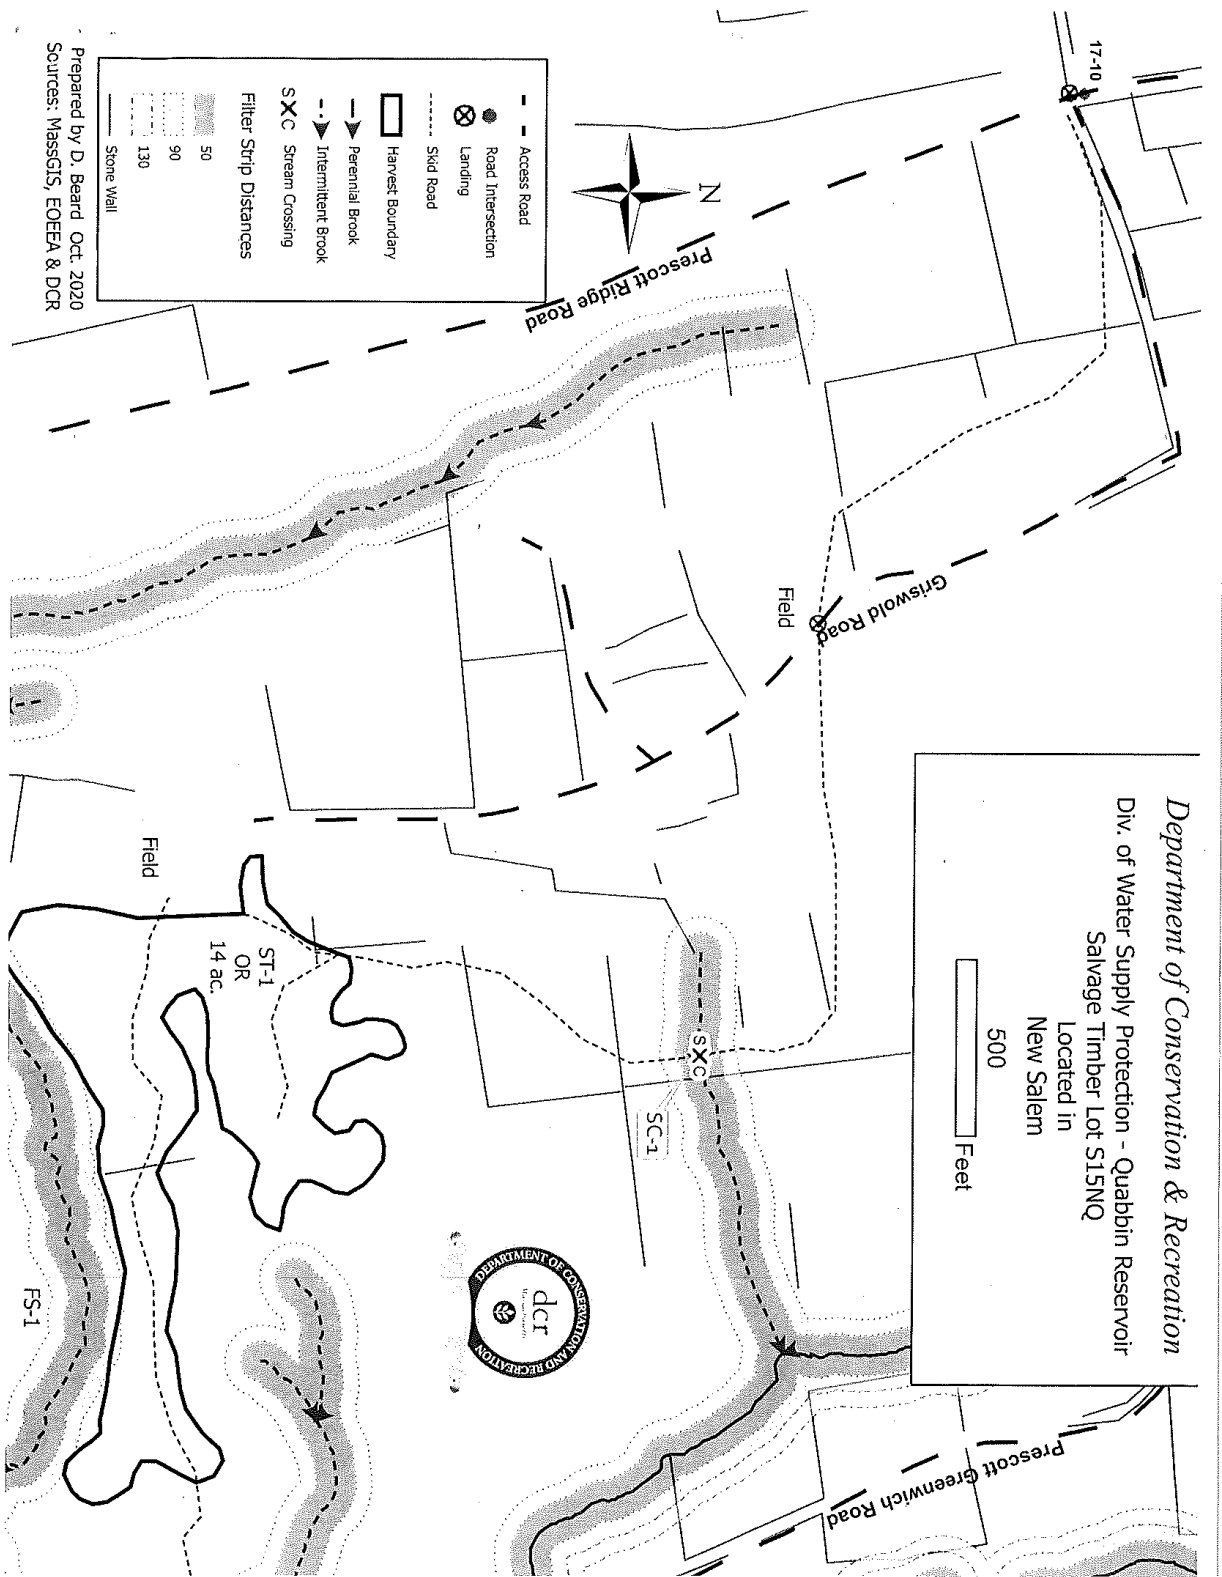 Department of Conservation & Recreation
Div. of Water Supply Protection - Quabbin Reservoir
Salvage Timber Lot S15NQ
Located in
New Salem
500
Feet
17-10
N
Prescott Ridge Road
Griswold Road
Field
Prescott Greenwich Road
SXC
SC-1
Field
ST-1
OR
14 ac.
FS-1
DEPARTMENT OF CONSERVATION AND RECREATION
dcr
Access Road
Road Intersection
Landing
Skid Road
Harvest Boundary
Perennial Brook
Intermittent Brook
SXC Stream Crossing
Filter Strip Distances
50
90
130
Stone Wall
Prepared by D. Beard Oct. 2020
Sources: MassGIS, EOEEA & DCR